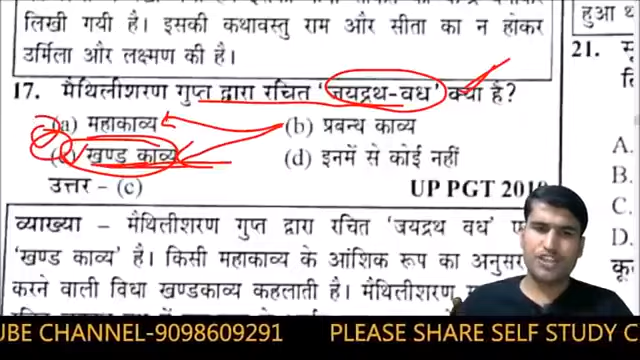 लिखी गयी है। इसकी कथावस्तु राम और सीता का न होकर
उर्मिला और लक्ष्मण की है।
17. मैथिलीशरण गुप्त द्वारा रचित 'जयद्रथ-वध' क्या है?
(a) महाकाव्य (b) प्रबन्ध काव्य
खण्ड काव्य (d) इनमें से कोई नहीं
उत्तर - (c)
UP PGT
व्याख्या - मैथिलीशरण गुप्त द्वारा रचित 'जयद्रथ वध'
'खण्ड काव्य' है। किसी महाकाव्य के आंशिक रूप का
करने वाली विधा खण्डकाव्य कहलाती है। मैथिलीशरण
हुआ
21.
A.
B.
C.
D.
UBE CHANNEL-9098609291 PLEASE SHARE SELF STUDY